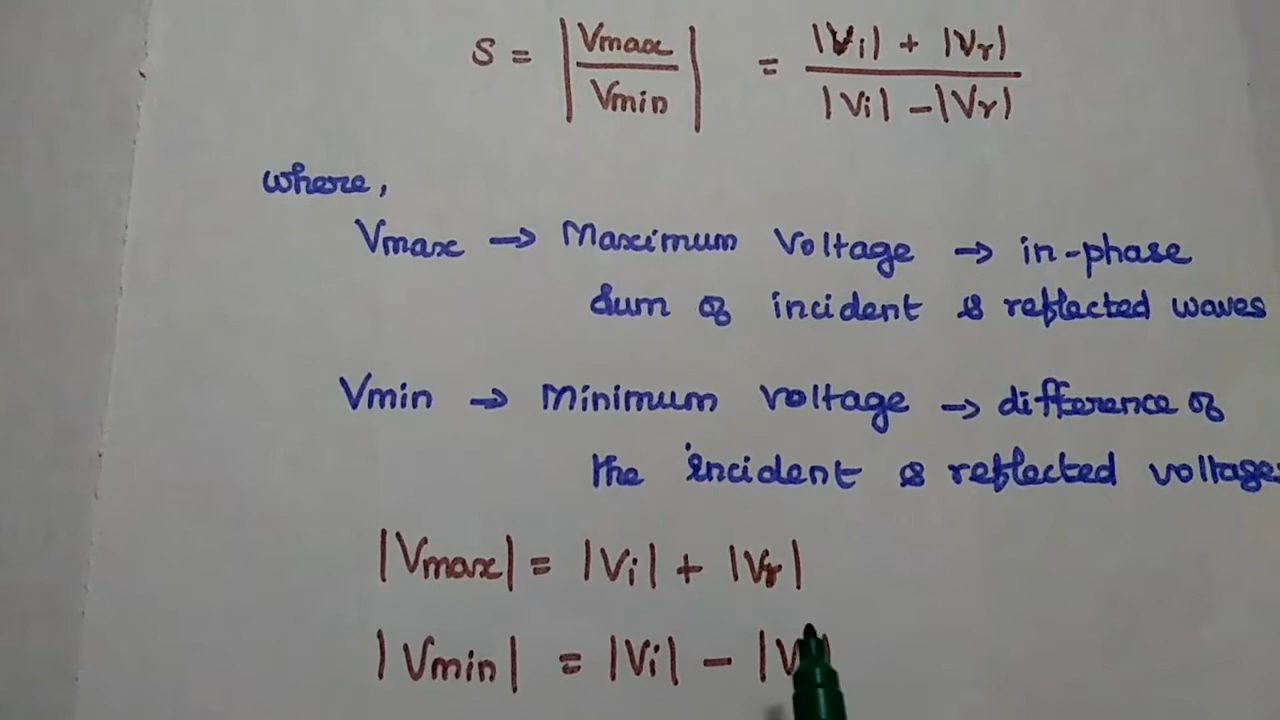 S = |Vmax / Vmin| = |Vi| + |Vr| / |Vi| - |Vr|
where,
Vmax → Maximum Voltage → in-phase
Sum of incident & reflected waves
Vmin → Minimum voltage → difference of
the incident & reflected voltage
|Vmax| = |Vi| + |Vr|
|Vmin| = |Vi| - |V